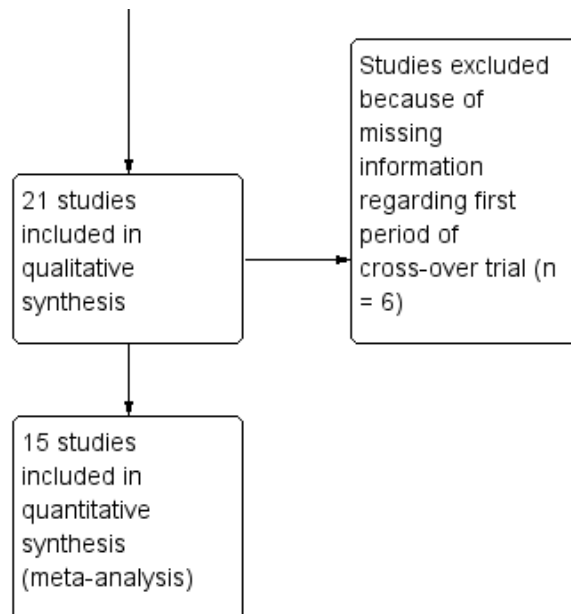 Studies excluded
because of
missing
information
regarding first
period of
cross-over trial (n
= 6)
21 studies
included in
qualitative
synthesis
15 studies
included in
quantitative
synthesis
(meta-analysis)